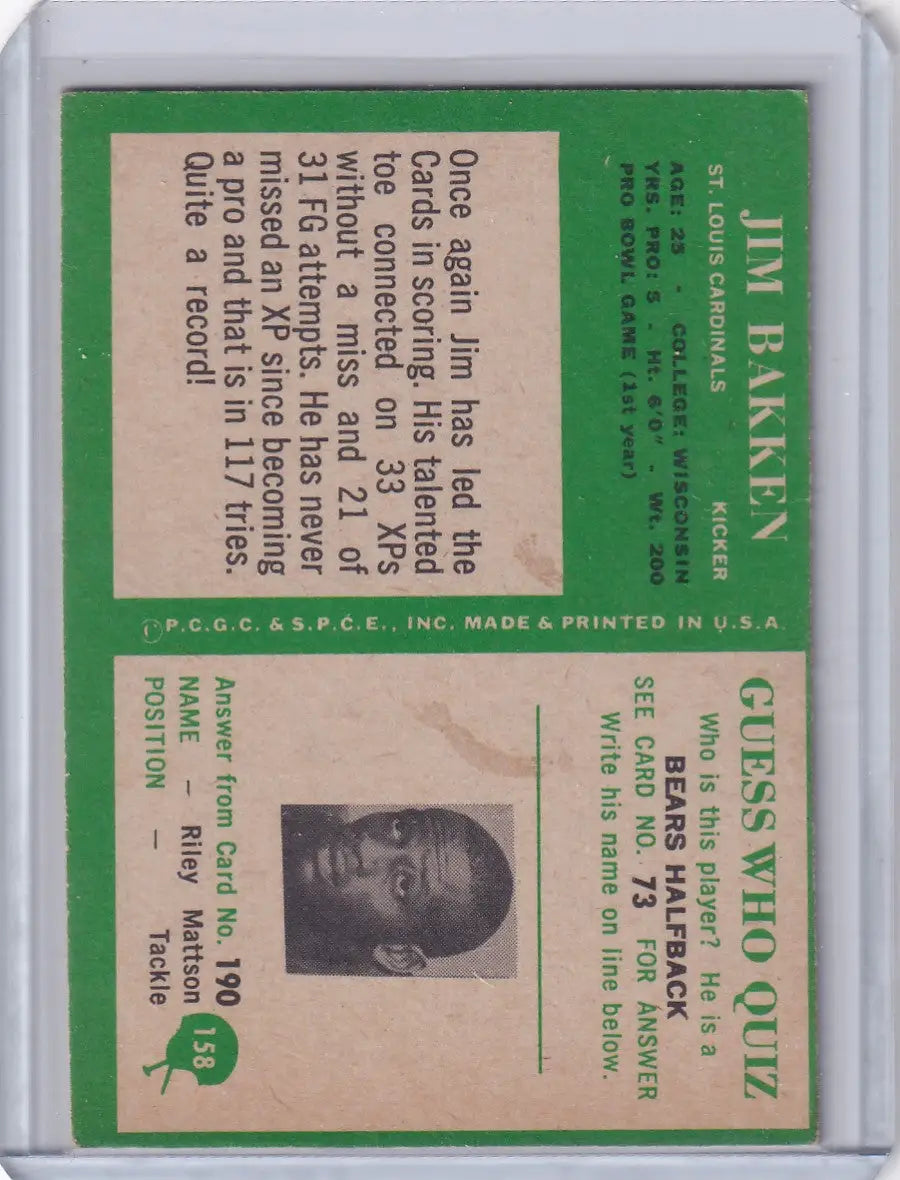 JIM BAKKEN
ST. LOUIS CARDINALS KICKER
AGE: 25 - COLLEGE: WISCONSIN
YRS. PRO: 5 - Ht. 6'0" - Wt. 200
PRO BOWL GAME (1st year)
Once again Jim has led the
Cards in scoring. His talented
toe connected on 33 XPs
without a miss and 21 of
31 FG attempts. He has never
missed an XP since becoming
a pro and that is in 117 tries.
Quite a record!
©P.C.G.C. & S.P.C.E., INC. MADE & PRINTED IN U.S.A.
GUESS WHO QUIZ
Who is this player? He is a
BEARS HALFBACK
SEE CARD NO. 73 FOR ANSWER
Write his name on line below.
Answer from Card No. 190
NAME — Riley Mattson
POSITION — Tackle
158